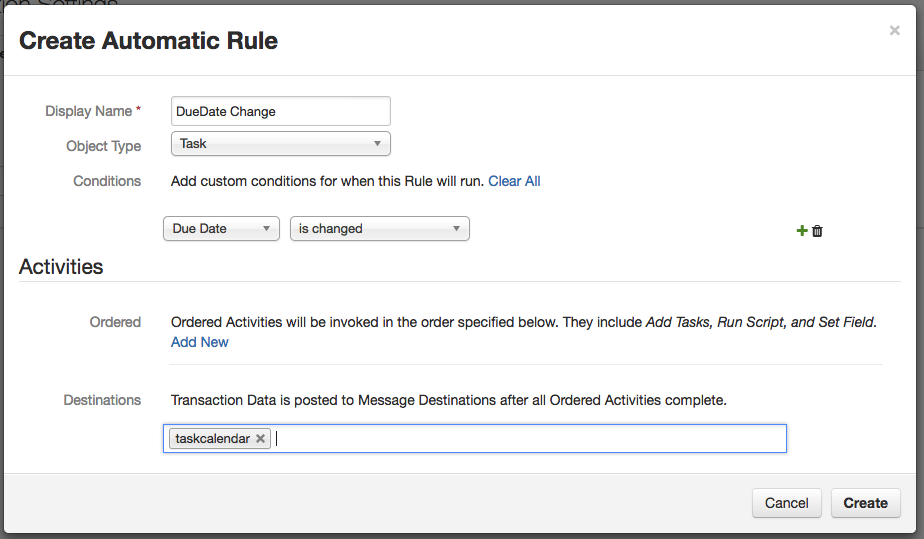 Create Automatic Rule
×
Display Name *
DueDate Change
Object Type
Task
Conditions
Add custom conditions for when this Rule will run. Clear All
Due Date
is changed
Activities
Ordered
Ordered Activities will be invoked in the order specified below. They include Add Tasks, Run Script, and Set Field.
Add New
Destinations
Transaction Data is posted to Message Destinations after all Ordered Activities complete.
taskcalendar ×
Cancel
Create